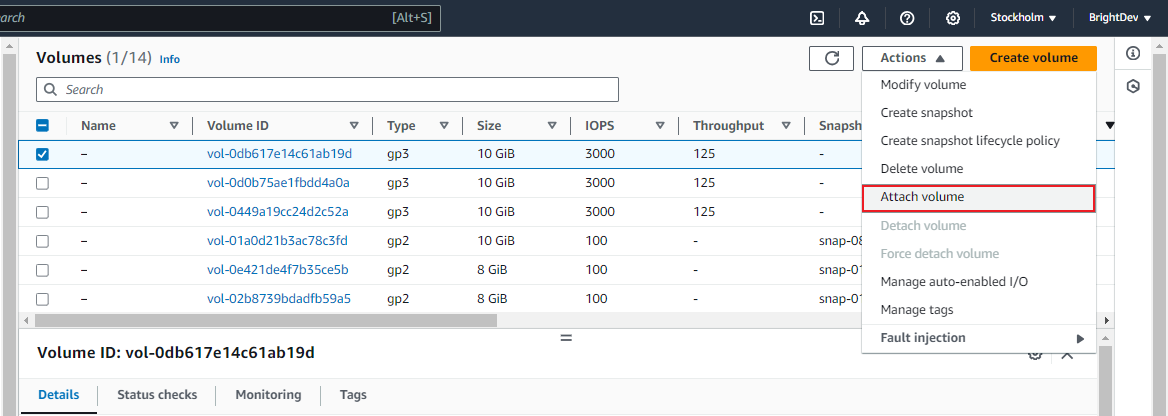 earch [Alt+S] Stockholm BrightDev
Volumes (1/14) Info Actions Create volume
Search
Modify volume
Create snapshot
Create snapshot lifecycle policy
Delete volume
Attach volume
Detach volume
Force detach volume
Manage auto-enabled I/O
Manage tags
Fault injection
Name Volume ID Type Size IOPS Throughput Snapsh
– vol-0db617e14c61ab19d gp3 10 GiB 3000 125 -
– vol-0d0b75ae1fbdd4a0a gp3 10 GiB 3000 125 -
– vol-0449a19cc24d2c52a gp3 10 GiB 3000 125 -
– vol-01a0d21b3ac78c3fd gp2 10 GiB 100 - snap-08
– vol-0e421de4f7b35ce5b gp2 8 GiB 100 - snap-01
– vol-02b8739bdadfb59a5 gp2 8 GiB 100 - snap-01
Volume ID: vol-0db617e14c61ab19d
Details Status checks Monitoring Tags